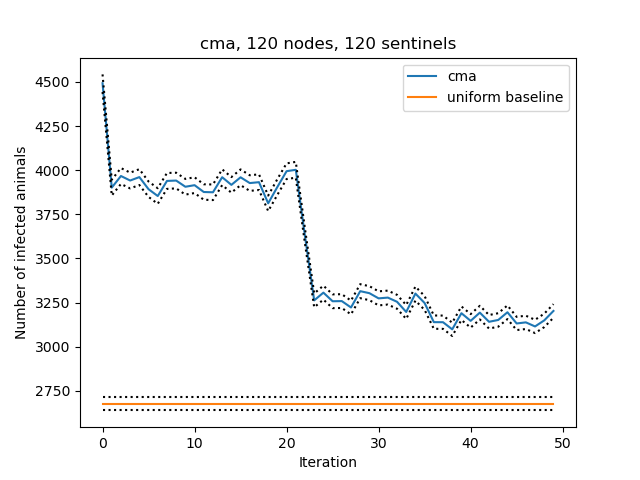 cma, 120 nodes, 120 sentinels
cma
uniform baseline
Number of infected animals
4500
4250
4000
3750
3500
3250
3000
2750
0 10 20 30 40 50
Iteration